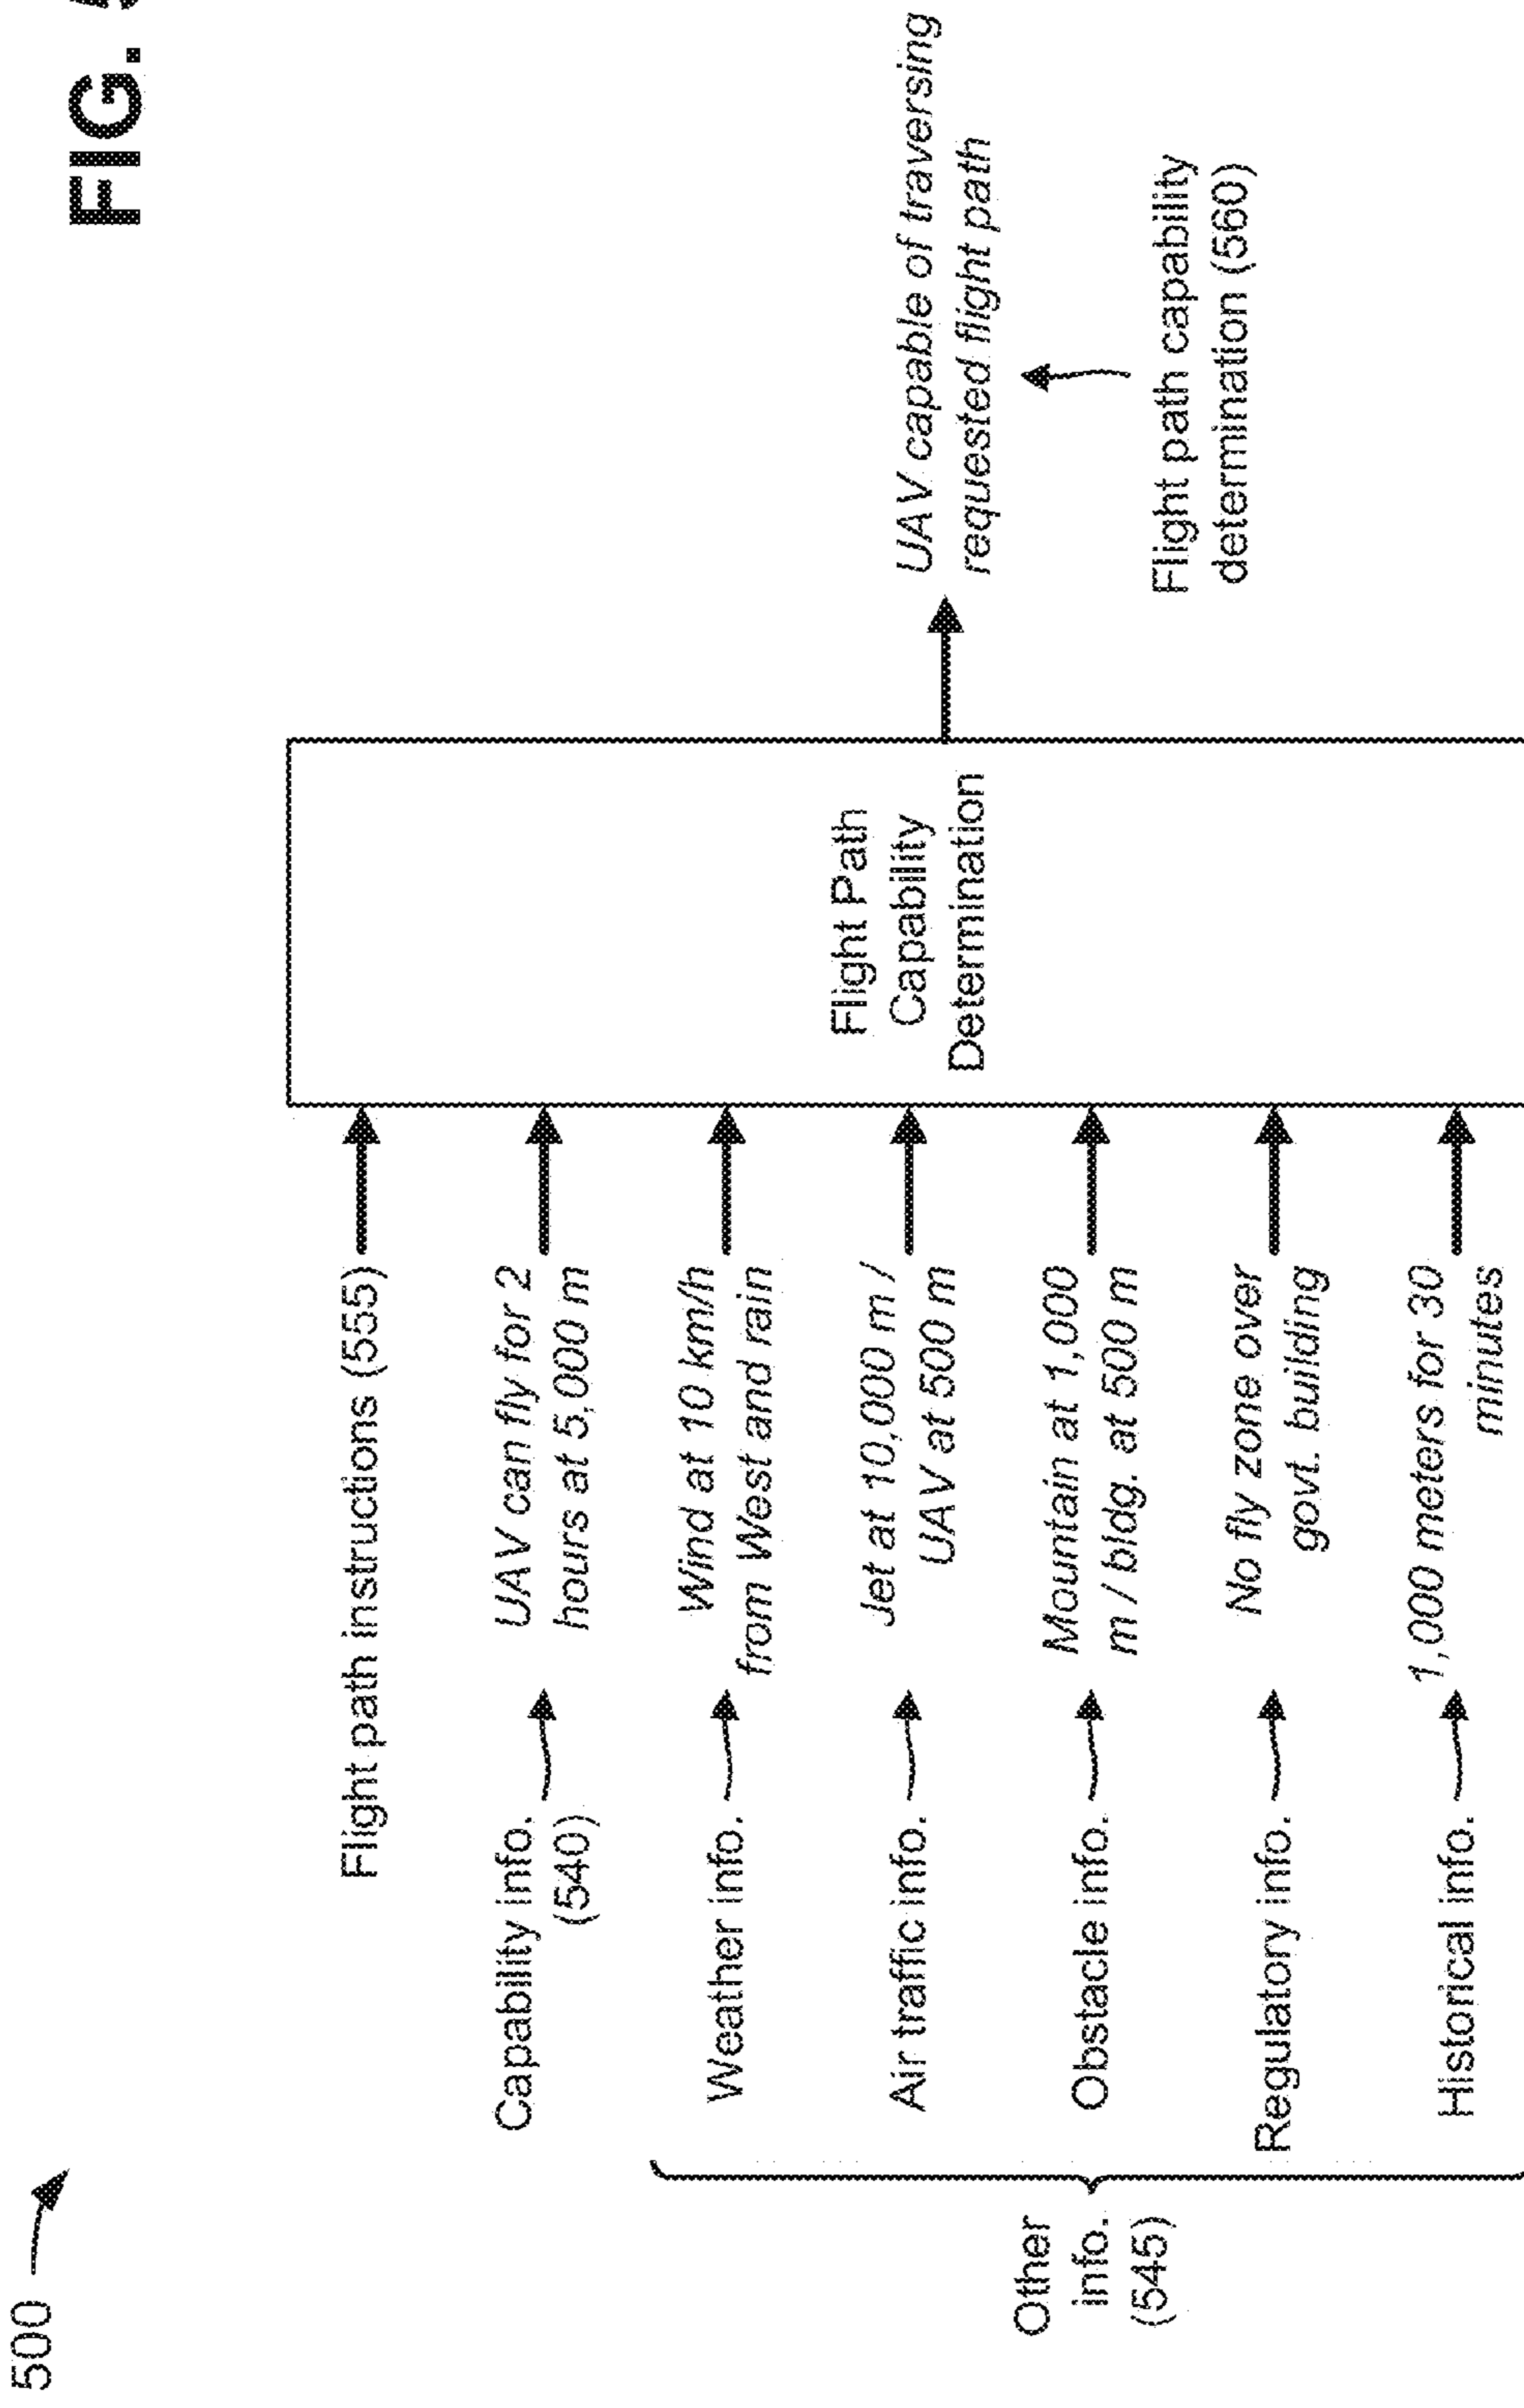 500
FIG.
Flight path instructions (555)
Capability info.
(540)
UAV can fly for 2
hours at 5,000 m
Weather info.
Wind at 10 km/h
from West and rain
Air traffic info.
Jet at 10,000 m /
UAV at 500 m
Other
info.
(545)
Obstacle info.
Mountain at 1,000
m / bldg. at 500 m
Regulatory info.
No fly zone over
govt. building
Historical info.
1,000 meters for 30
minutes
Flight Path
Capability
Determination
UAV capable of traversing
requested flight path
Flight path capability
determination (560)